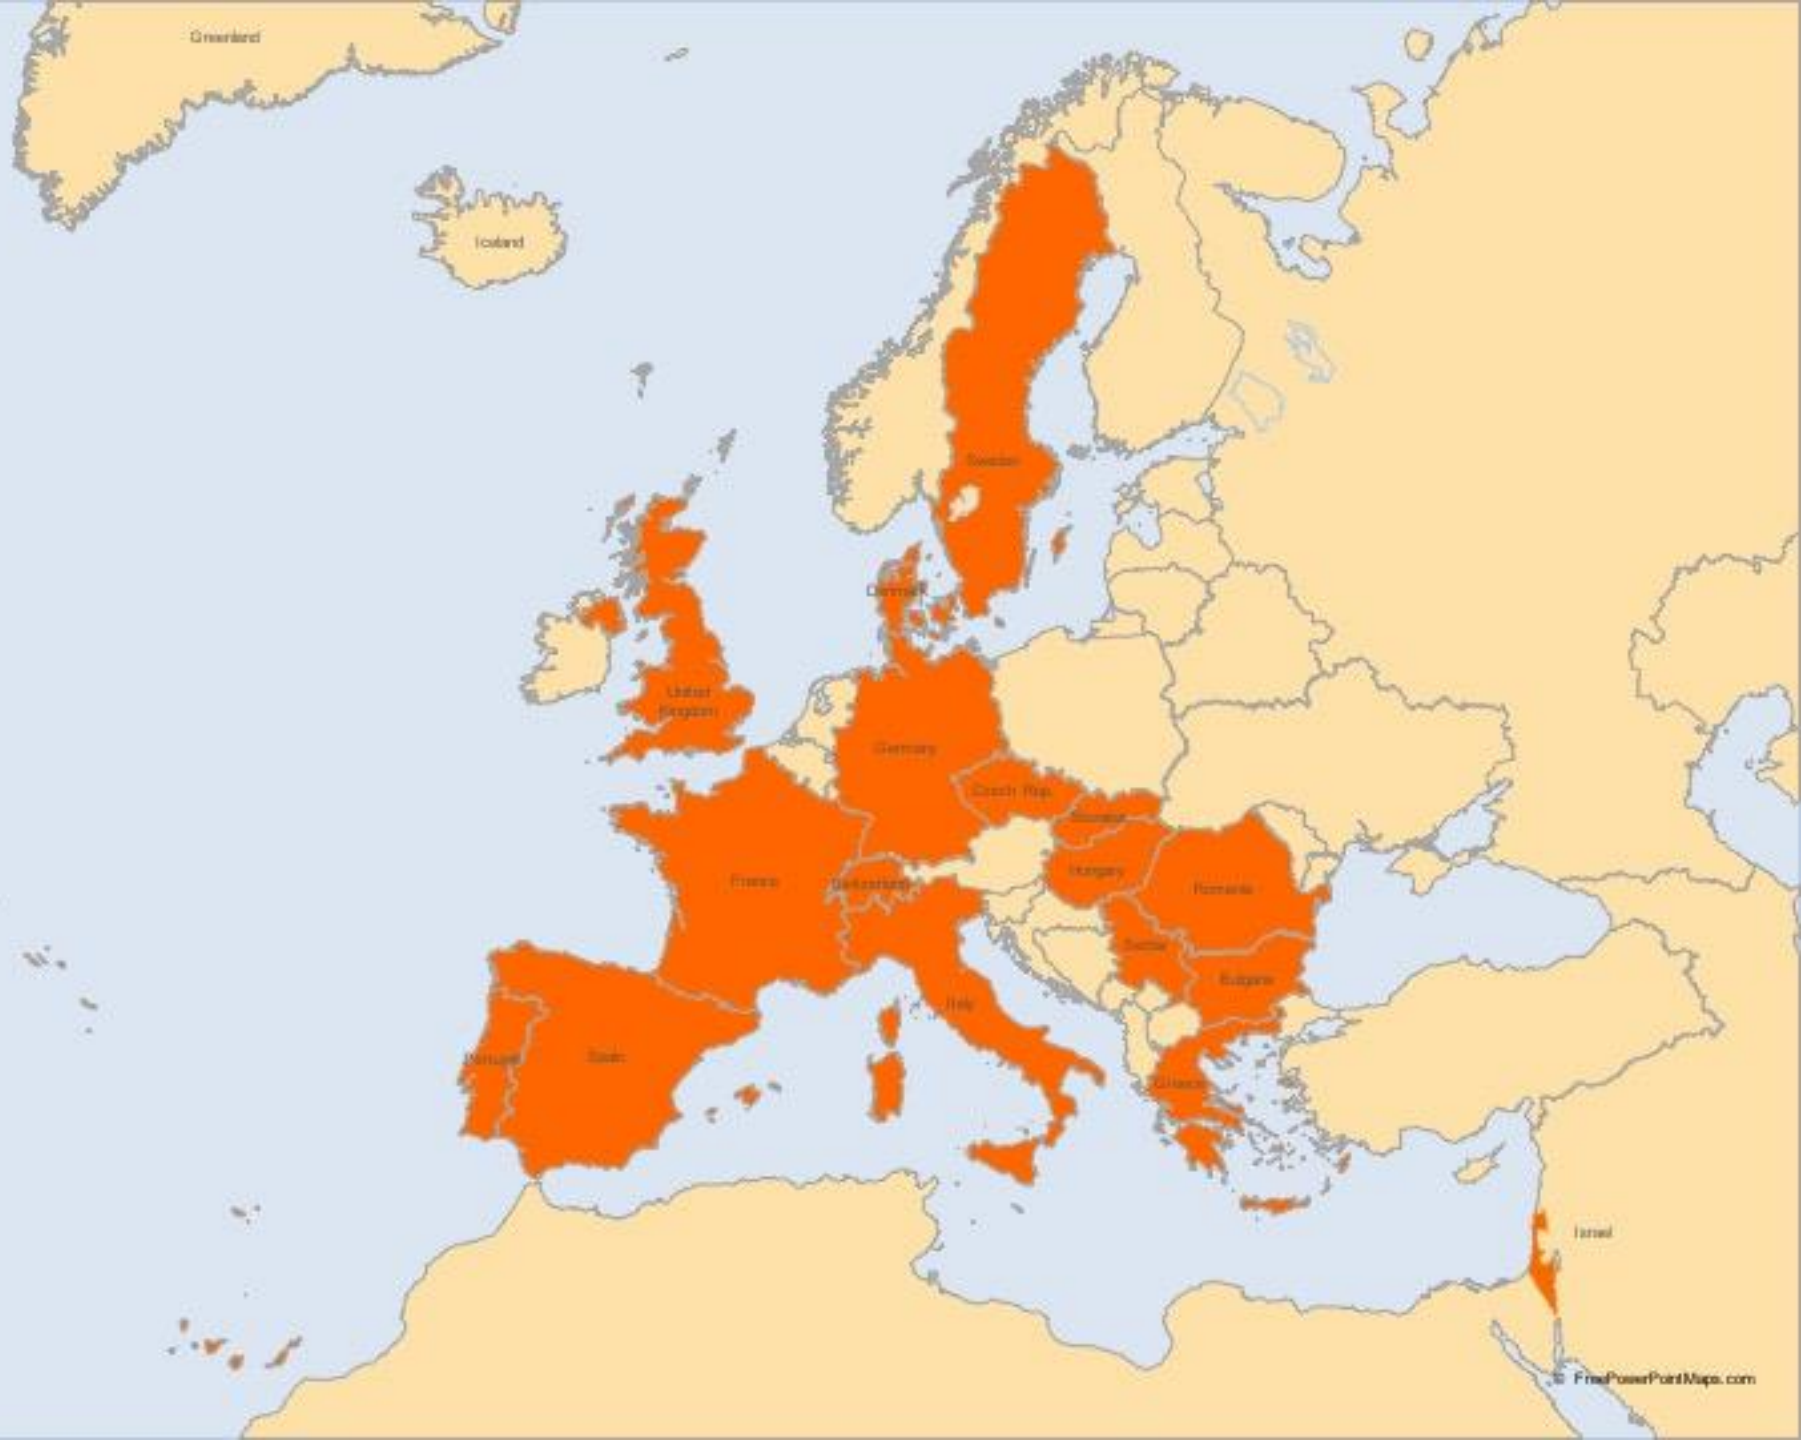 Greenland
Iceland
Sweden
Denmark
United
Kingdom
Germany
Czech Rep.
Slovakia
France
Switzerland
Hungary
Romania
Serbia
Bulgaria
Italy
Portugal
Spain
Greece
Israel
© FreePowerPointMaps.com